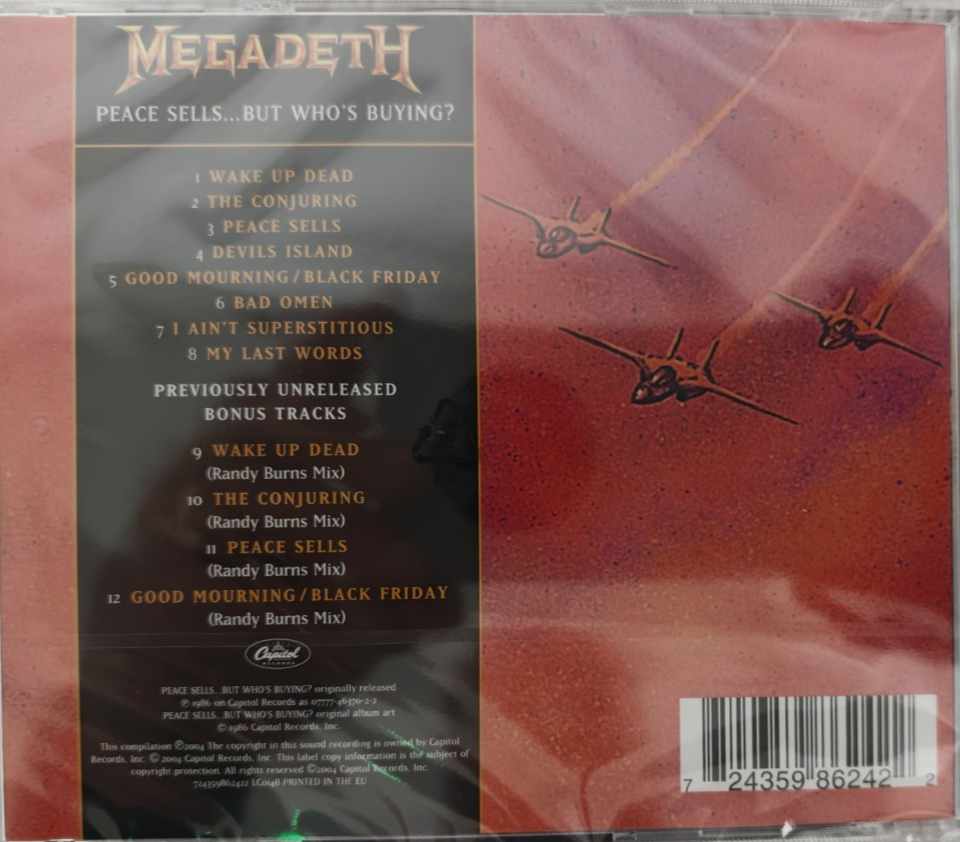 MEGADETH
PEACE SELLS...BUT WHO'S BUYING?
1 WAKE UP DEAD
2 THE CONJURING
3 PEACE SELLS
4 DEVILS ISLAND
5 GOOD MOURNING/BLACK FRIDAY
6 BAD OMEN
7 I AIN'T SUPERSTITIOUS
8 MY LAST WORDS
PREVIOUSLY UNRELEASED
BONUS TRACKS
9 WAKE UP DEAD
(Randy Burns Mix)
10 THE CONJURING
(Randy Burns Mix)
11 PEACE SELLS
(Randy Burns Mix)
12 GOOD MOURNING/BLACK FRIDAY
(Randy Burns Mix)
Capitol
RECORDS
PEACE SELLS...BUT WHO'S BUYING? originally released
℗ 1986 on Capitol Records as 07777-46370-2-2
PEACE SELLS...BUT WHO'S BUYING? original album art
© 1986 Capitol Records, Inc.
This compilation ℗2004 The copyright in this sound recording is owned by Capitol
Records, Inc. © 2004 Capitol Records, Inc. This label copy information is the subject of
copyright protection. All rights reserved ©2004 Capitol Records, Inc.
724359862422 LC0148 PRINTED IN THE EU
7 24359 86242 2